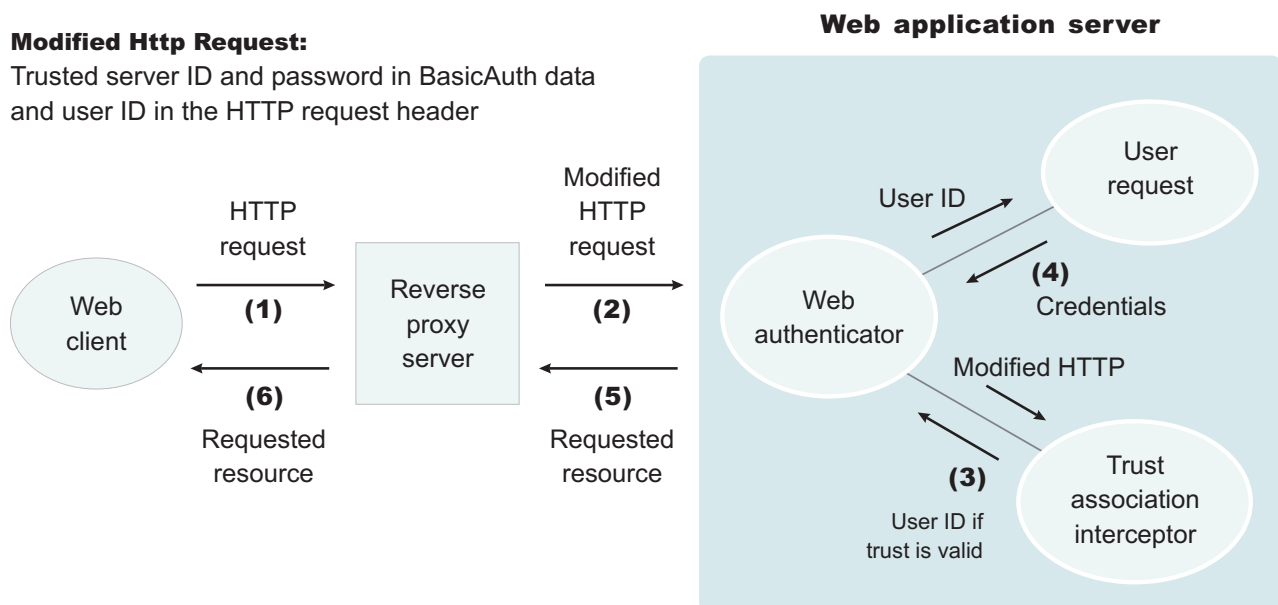 Web application server
Modified Http Request:
Trusted server ID and password in BasicAuth data
and user ID in the HTTP request header
Web
client
HTTP
request
(1)
(6)
Requested
resource
Reverse
proxy
server
Modified
HTTP
request
(2)
(5)
Requested
resource
Web
authenticator
User ID
User
request
(4)
Credentials
Modified HTTP
(3)
User ID if
trust is valid
Trust
association
interceptor